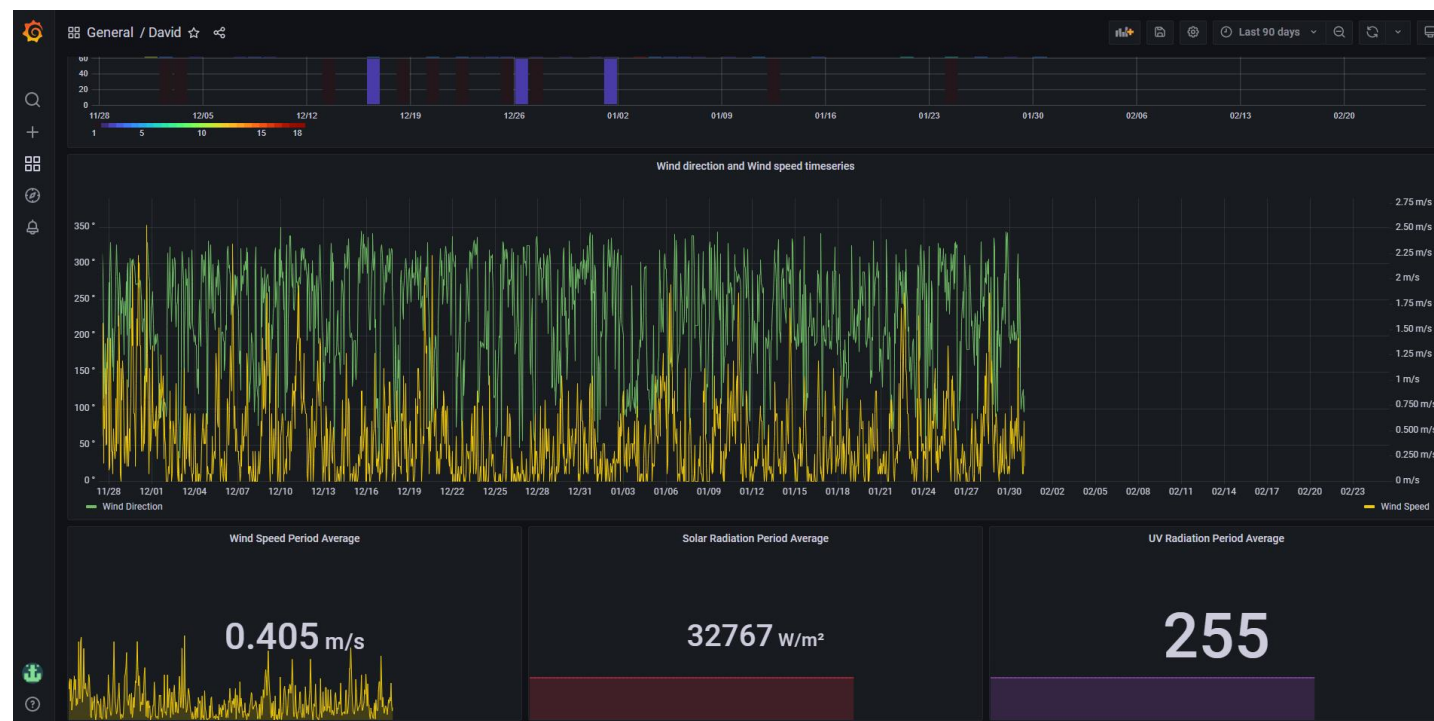 General / David
Last 90 days
60
40
20
0
11/28 12/05 12/12 12/19 12/26 01/02 01/09 01/16 01/23 01/30 02/06 02/13 02/20
1 5 10 15 18
Wind direction and Wind speed timeseries
2.75 m/s
350 ° 2.50 m/s
300 ° 2.25 m/s
2 m/s
250 ° 1.75 m/s
200 ° 1.50 m/s
1.25 m/s
150 ° 1 m/s
100 ° 0.750 m/s
50 ° 0.500 m/s
0.250 m/s
0 ° 0 m/s
11/28 12/01 12/04 12/07 12/10 12/13 12/16 12/19 12/22 12/25 12/28 12/31 01/03 01/06 01/09 01/12 01/15 01/18 01/21 01/24 01/27 01/30 02/02 02/05 02/08 02/11 02/14 02/17 02/20 02/23
Wind Direction Wind Speed
Wind Speed Period Average Solar Radiation Period Average UV Radiation Period Average
0.405 m/s 32767 W/m² 255